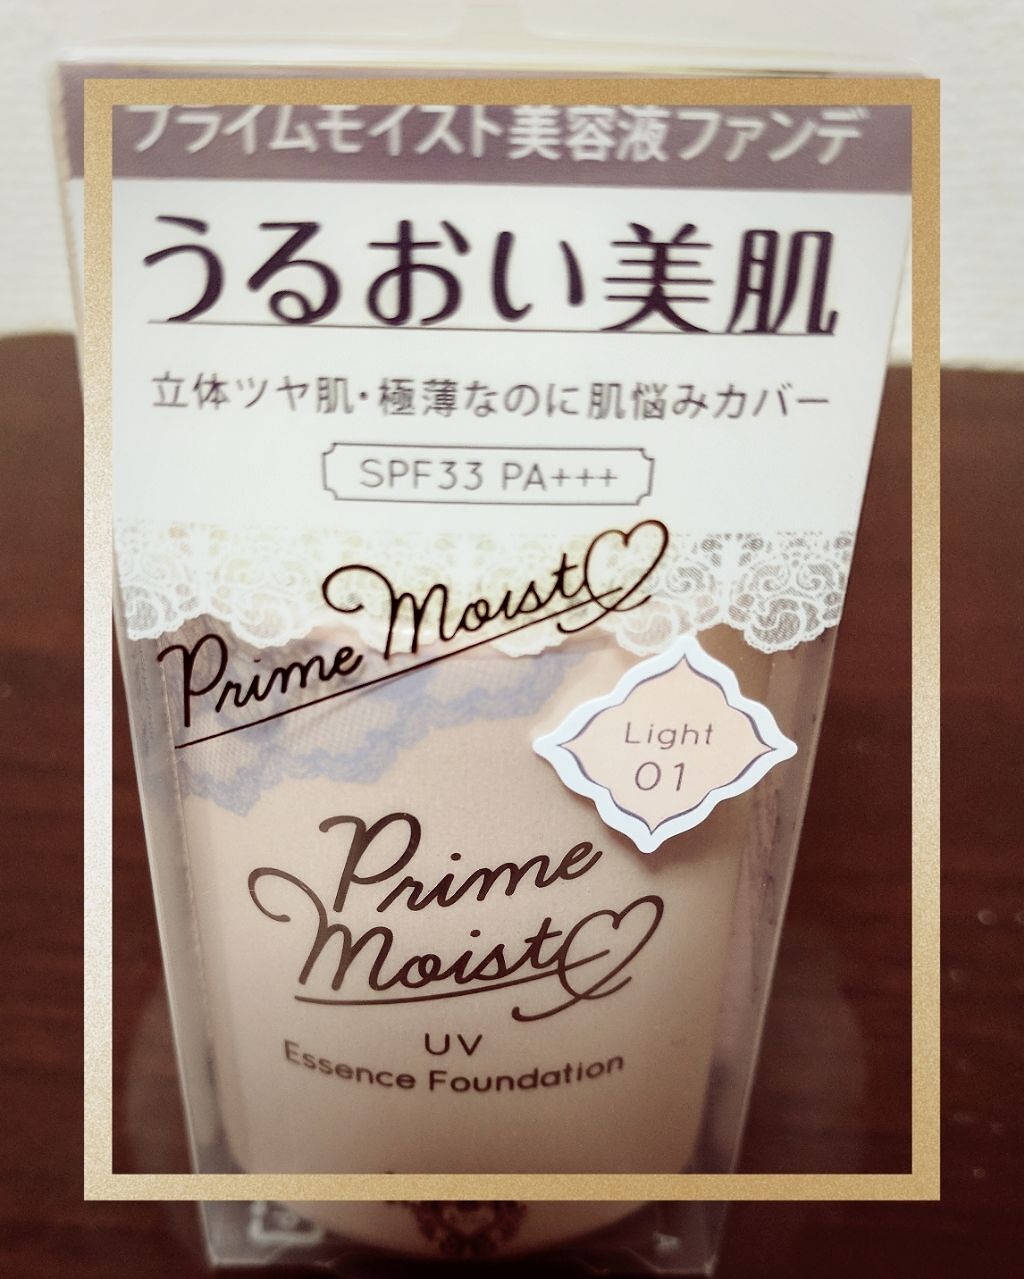 プライムモイスト美容液ファンデ
うるおい美肌
立体ツヤ肌・極薄なのに肌悩みカバー
SPF33 PA+++
Prime Moist
Light
01
Prime
Moist
UV
Essence Foundation